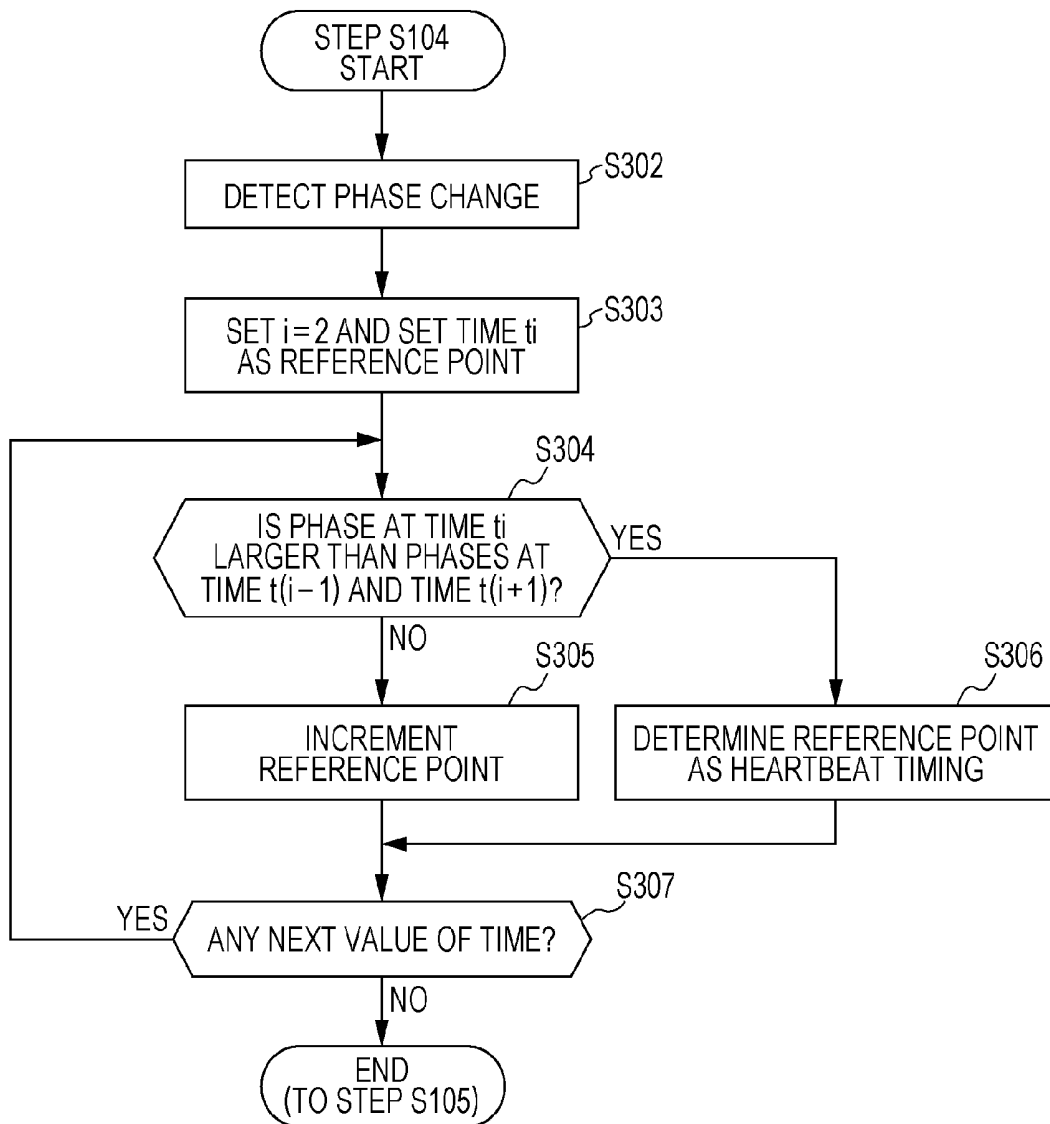 STEP S104
START
S302
DETECT PHASE CHANGE
S303
SET i=2 AND SET TIME ti
AS REFERENCE POINT
S304
IS PHASE AT TIME ti
LARGER THAN PHASES AT
TIME t(i−1) AND TIME t(i+1)?
YES
NO
S305
INCREMENT
REFERENCE POINT
S306
DETERMINE REFERENCE POINT
AS HEARTBEAT TIMING
S307
YES
ANY NEXT VALUE OF TIME?
NO
END
(TO STEP S105)